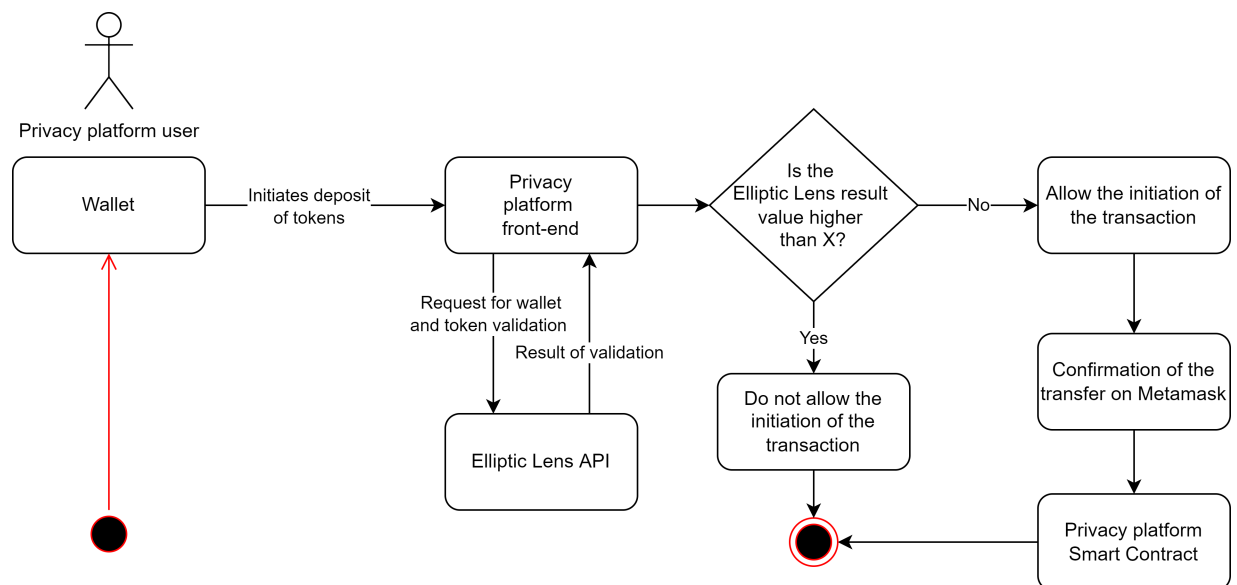 Privacy platform user
Wallet
Initiates deposit
of tokens
Privacy
platform
front-end
Request for wallet
and token validation
Result of validation
Elliptic Lens API
Is the
Elliptic Lens result
value higher
than X?
No
Yes
Do not allow the
initiation of the
transaction
Allow the initiation of
the transaction
Confirmation of the
transfer on Metamask
Privacy platform
Smart Contract